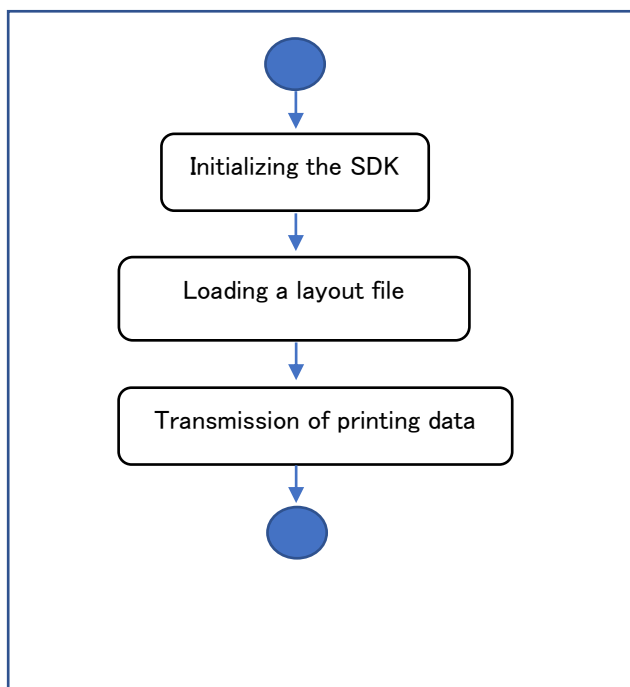 Initializing the SDK
Loading a layout file
Transmission of printing data